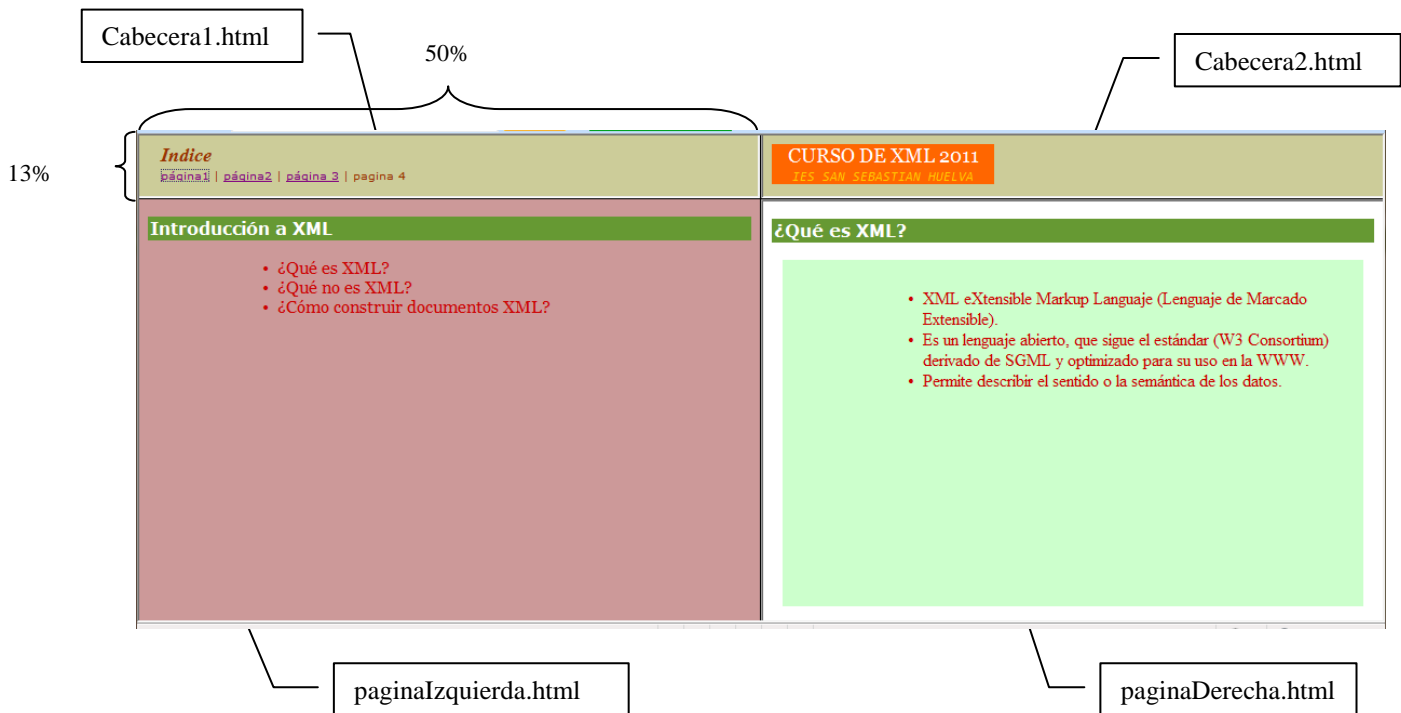 Cabecera1.html
50%
Cabecera2.html
13%
Indice
página1 | página2 | página 3 | pagina 4
CURSO DE XML 2011
IES SAN SEBASTIAN HUELVA
Introducción a XML
• ¿Qué es XML?
• ¿Qué no es XML?
• ¿Cómo construir documentos XML?
¿Qué es XML?
• XML eXtensible Markup Languaje (Lenguaje de Marcado
Extensible).
• Es un lenguaje abierto, que sigue el estándar (W3 Consortium)
derivado de SGML y optimizado para su uso en la WWW.
• Permite describir el sentido o la semántica de los datos.
paginaIzquierda.html
paginaDerecha.html